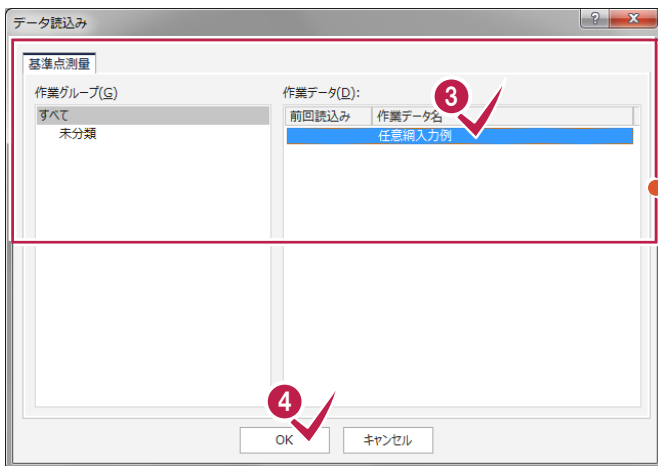 データ読込み
?
基準点測量
作業グループ(G)
すべて
未分類
作業データ(D):
前回読込み 作業データ名
任意網入力例
3
4
OK キャンセル